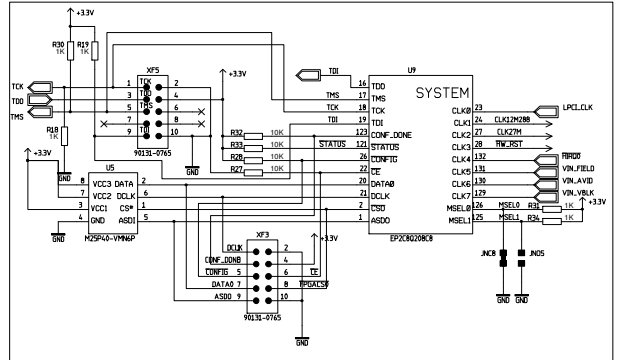 +3.3V
R30 R19
1K 1K
XF5
TCK 1 2
TDO 3 4
TMS 5 6
7 8
TDI 9 10
90131-0765
GND
+3.3V
TCK
TDO
TMS
R18
1K
GND
+3.3V
U5
8 VCC3 DATA 2
7 VCC2 DCLK 6
3 VCC1 CS* 1
4 GND ASDI 5
M25P40-VMN6P
GND
R32 10K
R33 10K
R28 10K
R27 10K
STATUS
XF3
+3.3V
DCLK 2
CONF_DONE 4
CONFIG 5 6 CE
DATA0 7 8 FPGACS0
ASDO 9 10
90131-0765
GND
U9
SYSTEM
TDI 16 TDO
TMS 17 TMS
TCK 18 TCK
TDI 19 TDI
123 CONF_DONE
121 STATUS
26 CONFIG
22 CE
20 DATA0
21 DCLK
2 CSO
1 ASDO
CLK0 23 LPCI_CLK
CLK1 24 CLK12M288
CLK2 27 CLK27M
CLK3 28 HW_RST
CLK4 132 HIRQ0
CLK5 131 VIN_FIELD
CLK6 130 VIN_AVID
CLK7 129 VIN_VBLK
MSEL0 126 MSEL0 R31 1K
MSEL1 125 MSEL1 R34 1K
+3.3V
EP2C8Q208C8
JNC8 JNO5
GND GND